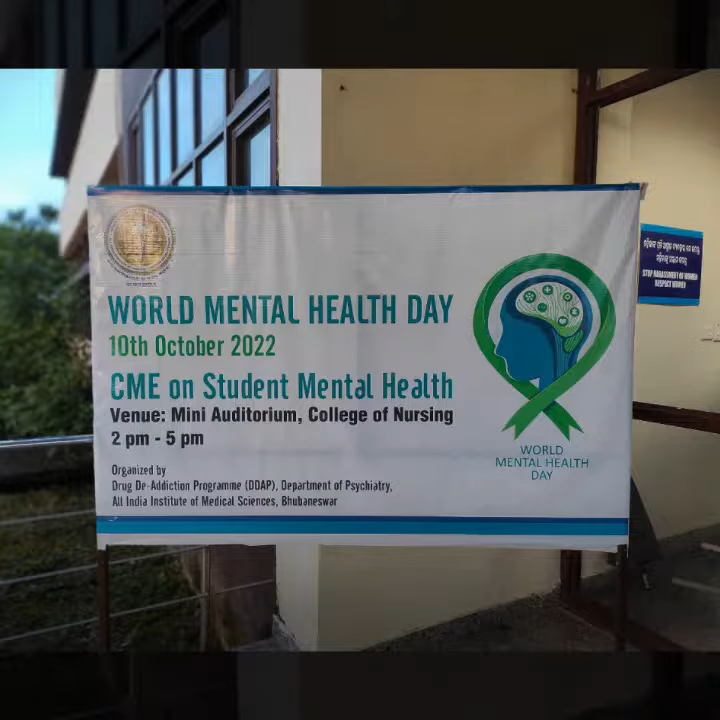 WORLD MENTAL HEALTH DAY
10th October 2022
CME on Student Mental Health
Venue: Mini Auditorium, College of Nursing
2 pm - 5 pm
Organized by
Drug De-Addiction Programme (DDAP), Department of Psychiatry,
All India Institute of Medical Sciences, Bhubaneswar
WORLD
MENTAL HEALTH
DAY
STOP HARASSMENT OF WOMEN
RESPECT WOMEN